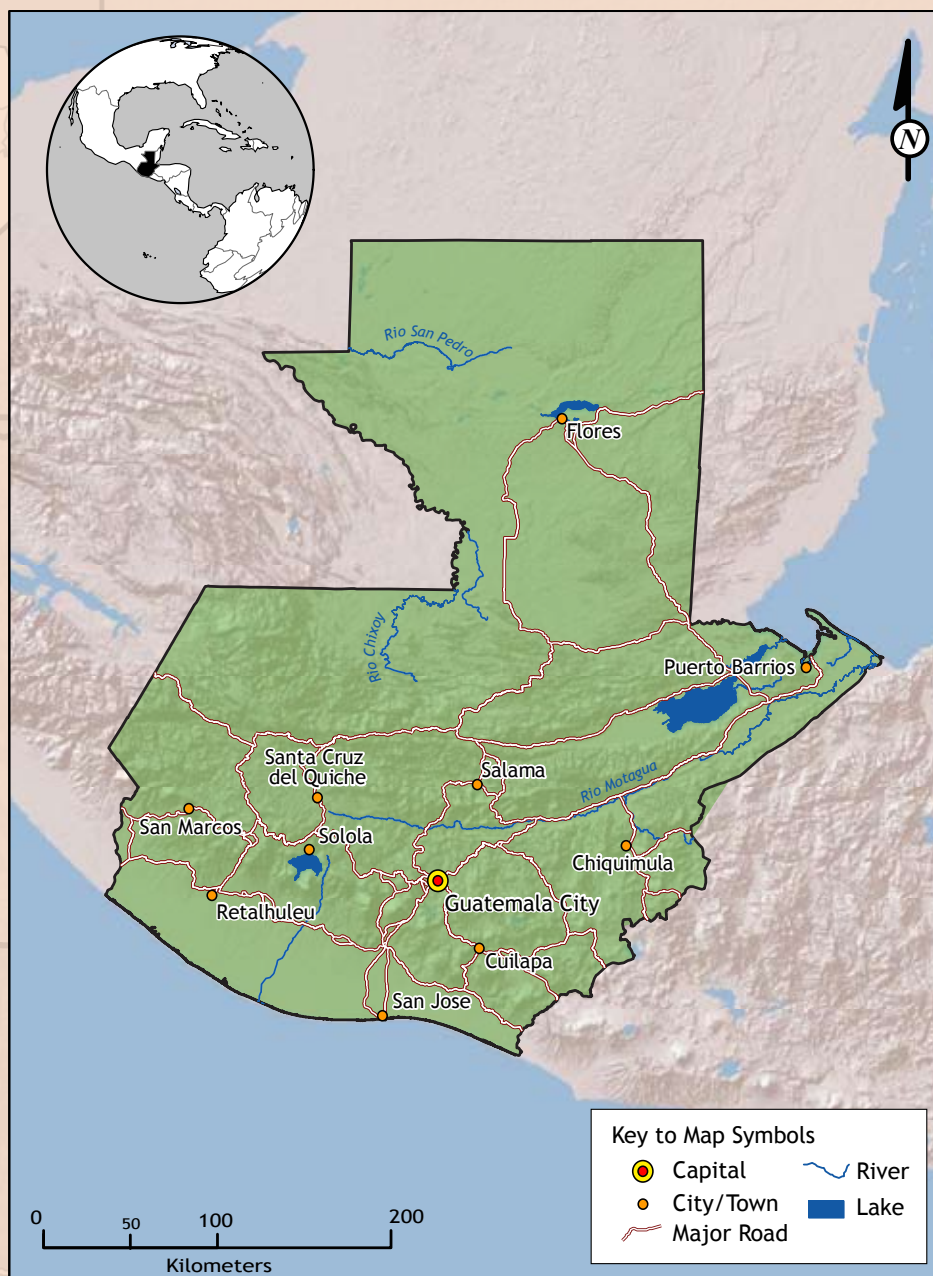 N
Rio San Pedro
Flores
Rio Chixoy
Puerto Barrios
Santa Cruz
del Quiche
Salama
Rio Motagua
San Marcos
Solola
Chiquimula
Retalhuleu
Guatemala City
Cuilapa
San Jose
Key to Map Symbols
Capital
River
City/Town
Lake
Major Road
0 50 100 200
Kilometers